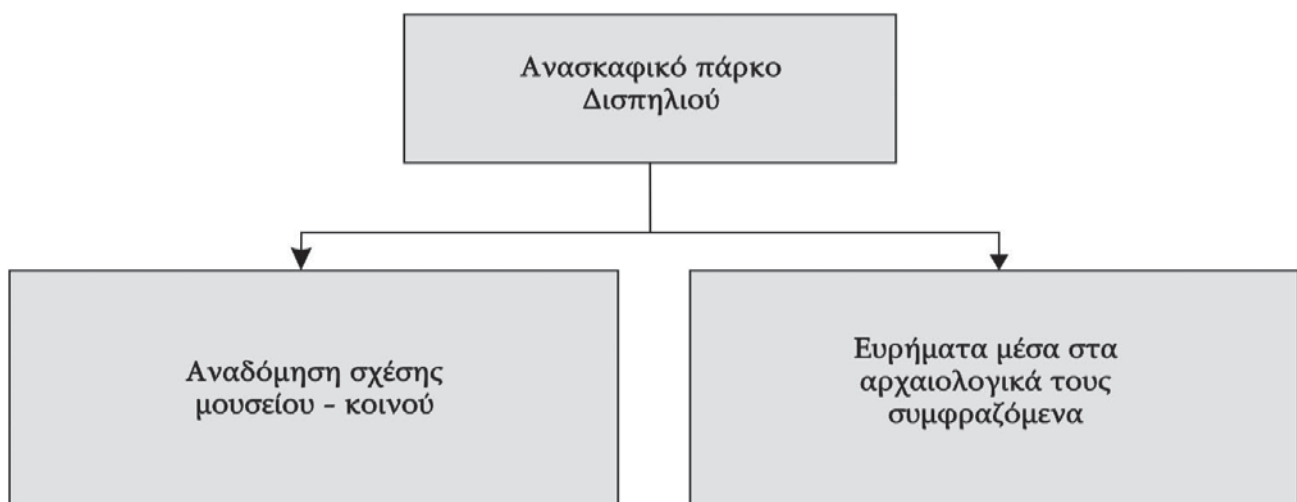 Ανασκαφικό πάρκο
Δισπηλιού
Αναδόμηση σχέσης
μουσείου - κοινού
Ευρήματα μέσα στα
αρχαιολογικά τους
συμφραζόμενα